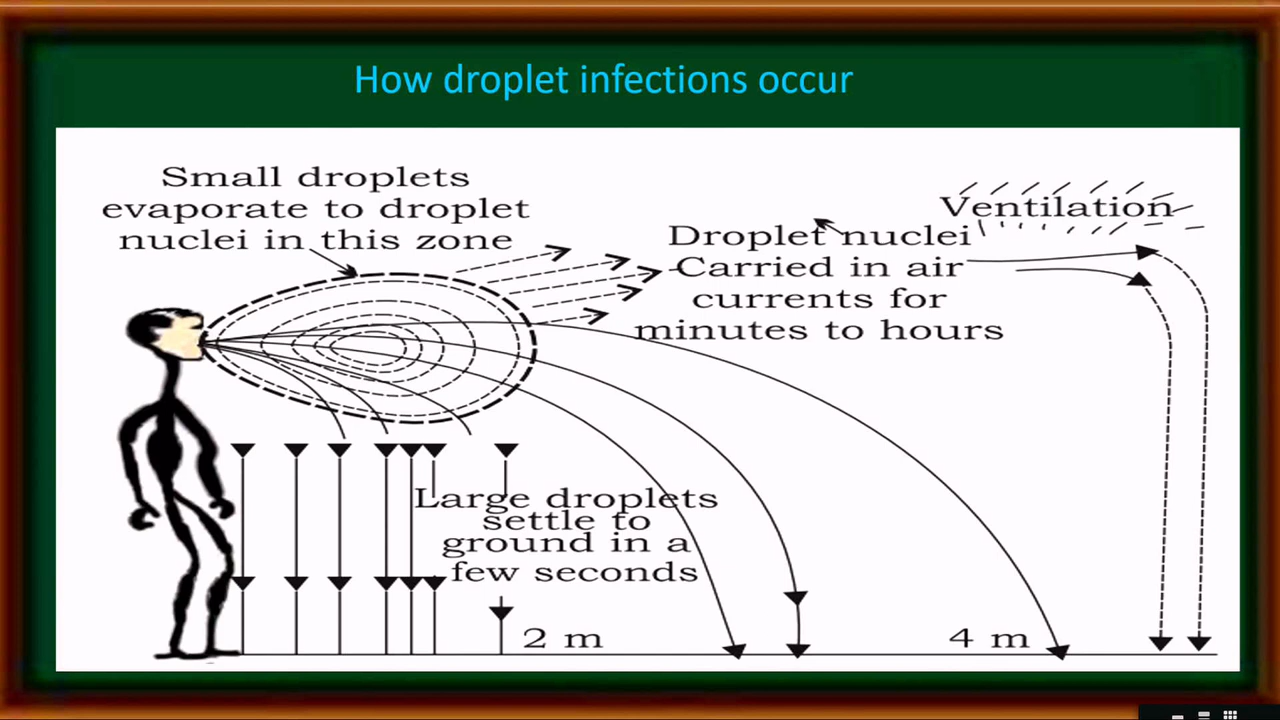 How droplet infections occur
Small droplets
evaporate to droplet
nuclei in this zone
Ventilation
Droplet nuclei
Carried in air
currents for
minutes to hours
Large droplets
settle to
ground in a
few seconds
2 m
4 m